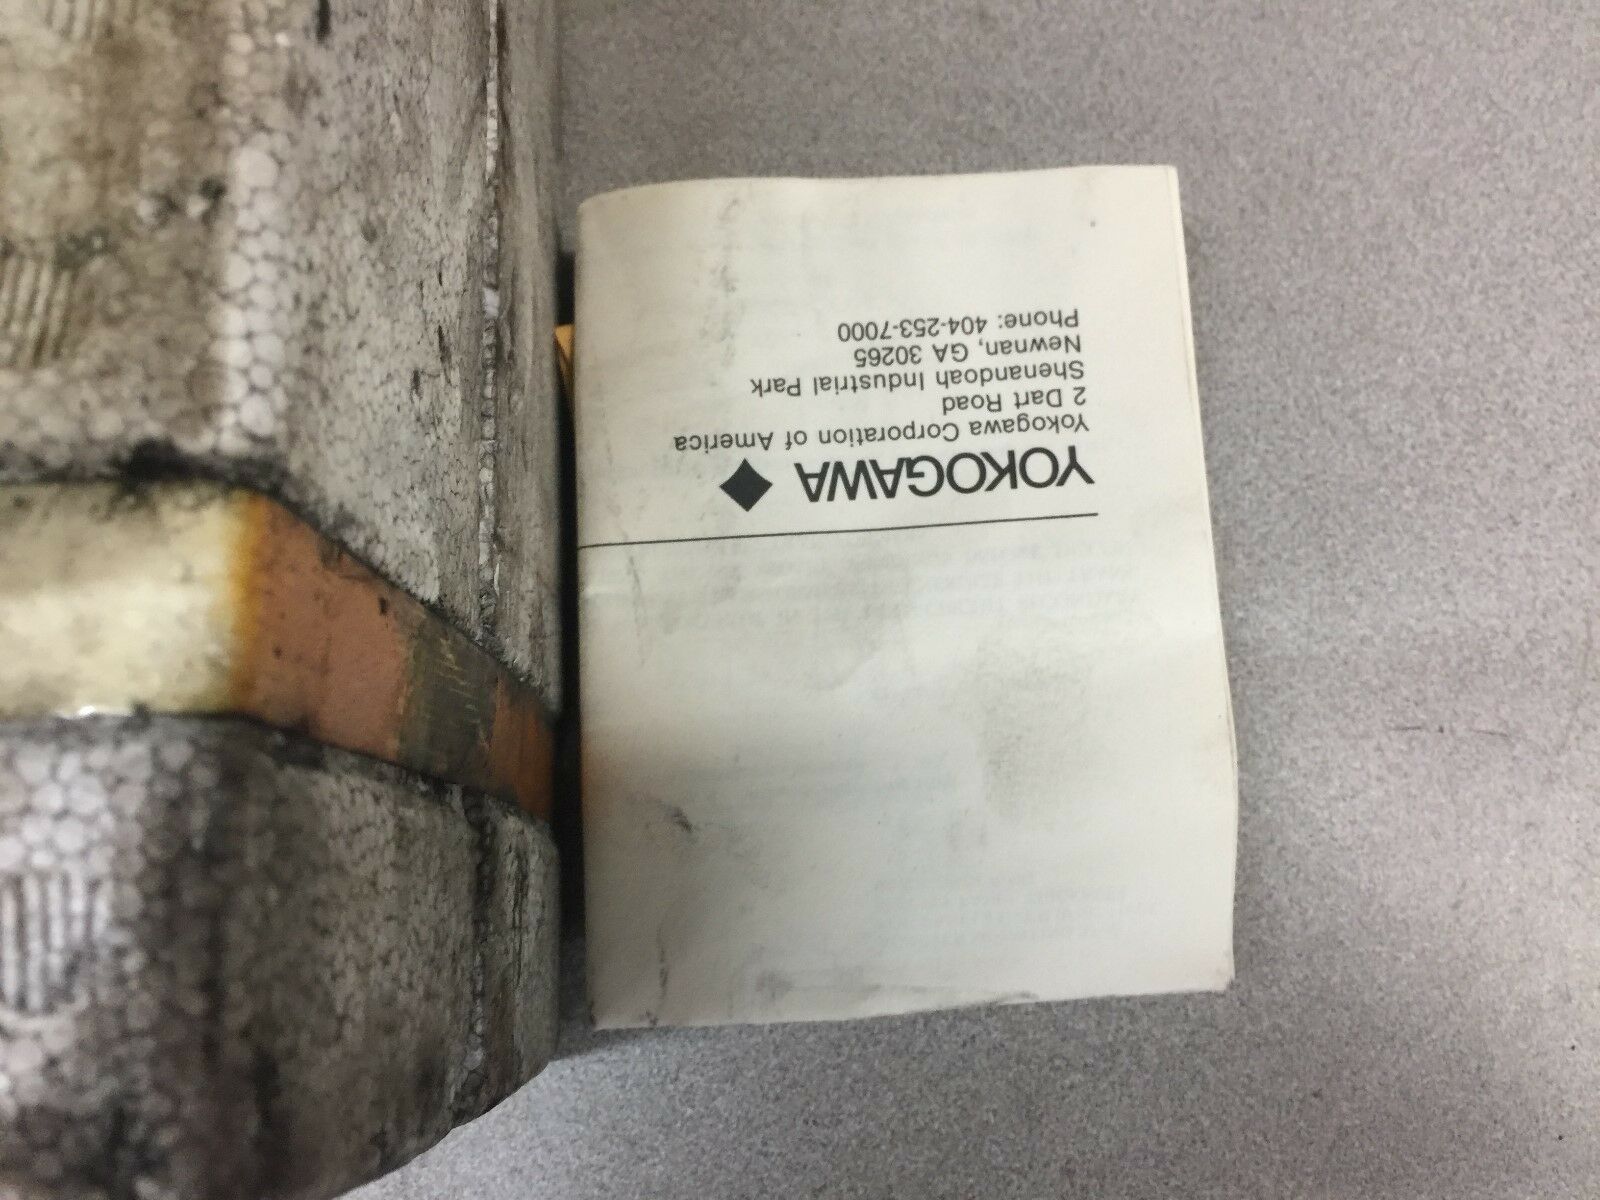 YOKOGAWA
Yokogawa Corporation of America
2 Dart Road
Shenandoah Industrial Park
Newnan, GA 30265
Phone: 404-253-7000